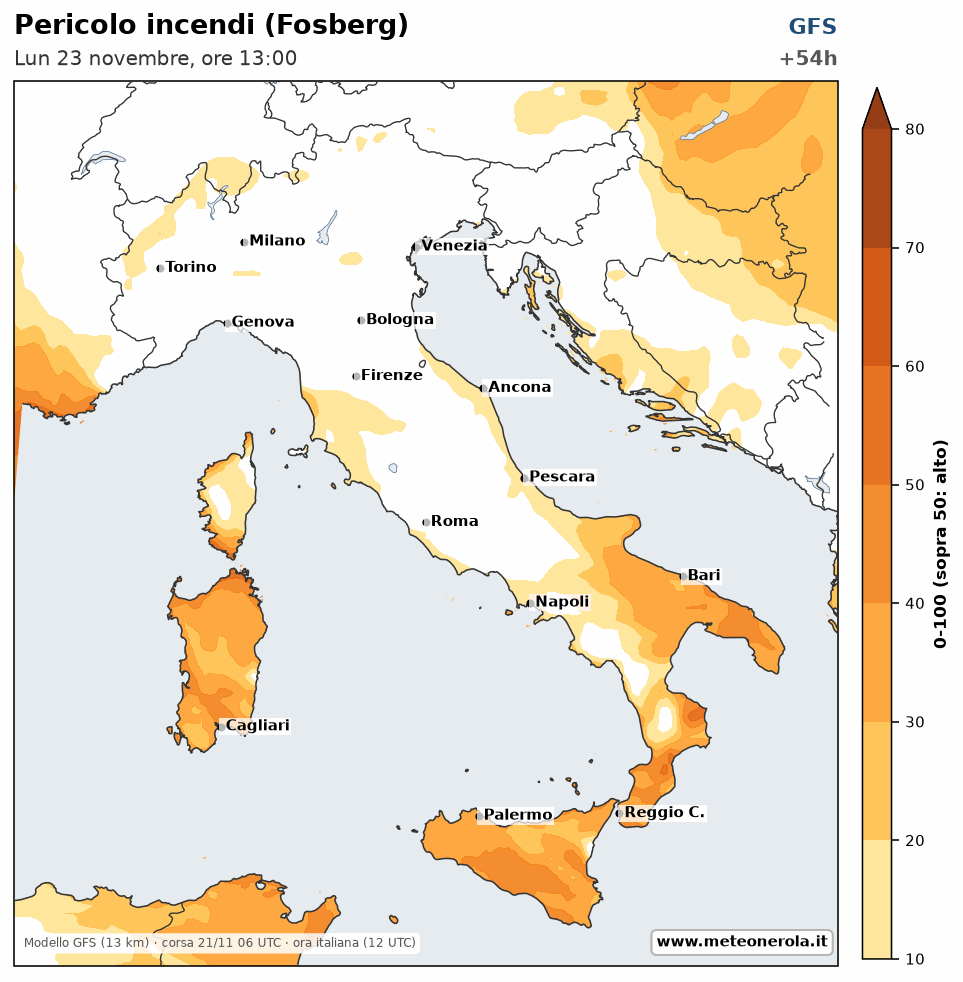 Pericolo incendi (Fosberg)
GFS
Lun 23 novembre, ore 13:00
+54h
80
70
60
50
40
30
20
10
0-100 (sopra 50: alto)
Milano
Venezia
Torino
Genova
Bologna
Firenze
Ancona
Pescara
Roma
Bari
Napoli
Cagliari
Palermo
Reggio C.
Modello GFS (13 km) · corsa 21/11 06 UTC · ora italiana (12 UTC)
www.meteonerola.it